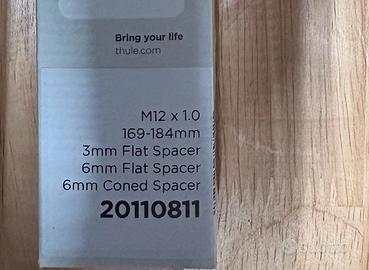 Bring your life
thule.com
M12 x 1.0
169-184mm
3mm Flat Spacer
6mm Flat Spacer
6mm Coned Spacer
20110811